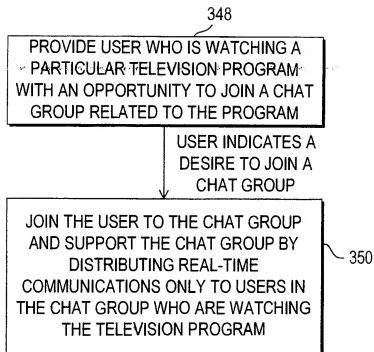 348
PROVIDE USER WHO IS WATCHING A
PARTICULAR TELEVISION PROGRAM
WITH AN OPPORTUNITY TO JOIN A CHAT
GROUP RELATED TO THE PROGRAM
USER INDICATES A
DESIRE TO JOIN A
CHAT GROUP
JOIN THE USER TO THE CHAT GROUP
AND SUPPORT THE CHAT GROUP BY
DISTRIBUTING REAL-TIME
COMMUNICATIONS ONLY TO USERS IN
THE CHAT GROUP WHO ARE WATCHING
THE TELEVISION PROGRAM
350